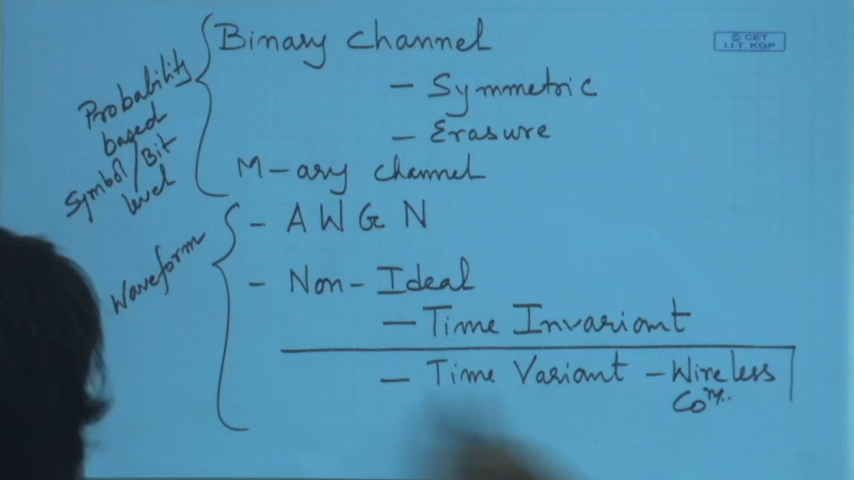 Binary Channel
© CET
I.I.T. KGP
- Symmetric
- Erasure
M-ary channel
Probability
based
Symbol/Bit
level
- AWGN
- Non-Ideal
- Time Invariant
- Time Variant - Wireless
Com..
Waveform